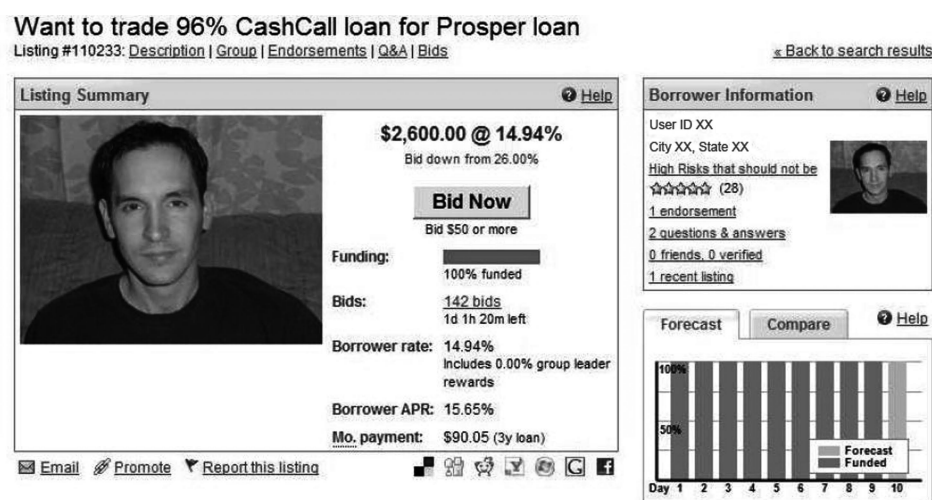 Want to trade 96% CashCall loan for Prosper loan
Listing #110233: Description | Group | Endorsements | Q&A | Bids
« Back to search results
Listing Summary
? Help
$2,600.00 @ 14.94%
Bid down from 26.00%
Bid Now
Bid $50 or more
Funding:
100% funded
Bids: 142 bids
1d 1h 20m left
Borrower rate: 14.94%
Includes 0.00% group leader
rewards
Borrower APR: 15.65%
Mo. payment: $90.05 (3y loan)
Email Promote Report this listing
G f
Borrower Information
? Help
User ID XX
City XX, State XX
High Risks that should not be
(28)
1 endorsement
2 questions & answers
0 friends, 0 verified
1 recent listing
Forecast Compare ? Help
100%
50%
Forecast
Funded
Day 1 2 3 4 5 6 7 8 9 10